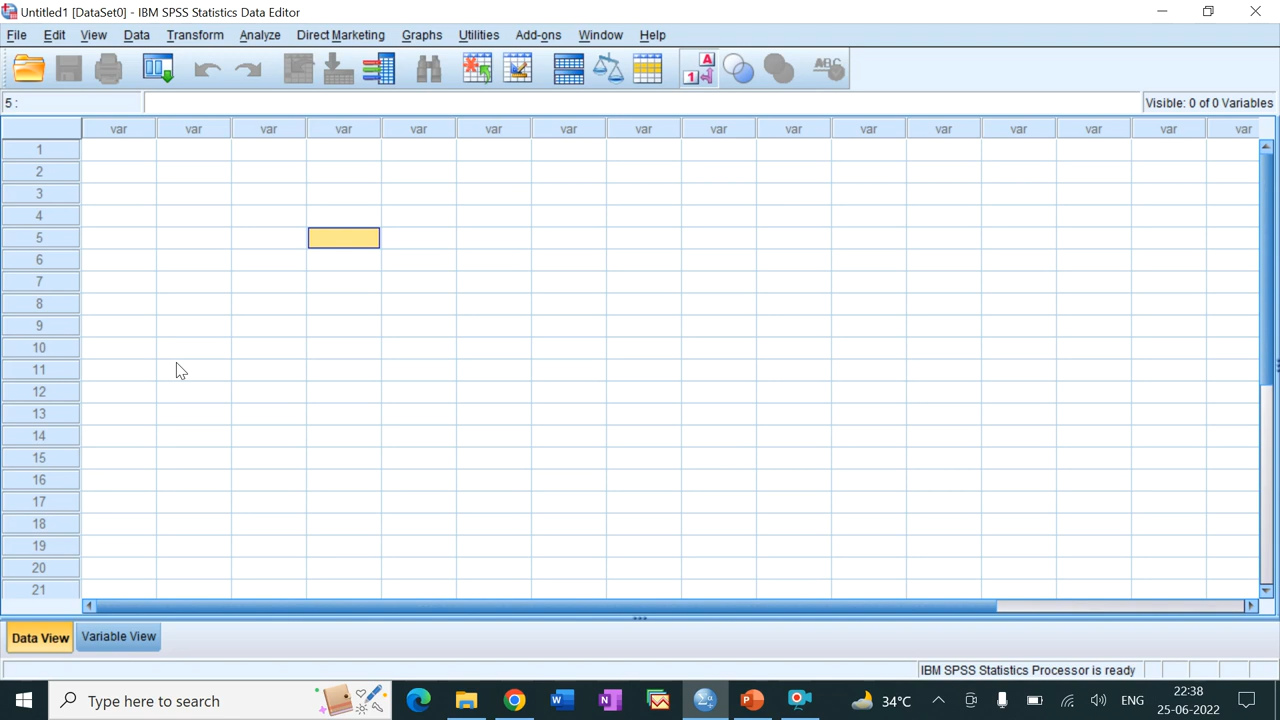 Untitled1 [DataSet0] - IBM SPSS Statistics Data Editor
File Edit View Data Transform Analyze Direct Marketing Graphs Utilities Add-ons Window Help
1 A
ABC
5 : Visible: 0 of 0 Variables
var var var var var var var var var var var var var var var var
1
2
3
4
5
6
7
8
9
10
11
12
13
14
15
16
17
18
19
20
21
Data View Variable View
IBM SPSS Statistics Processor is ready
Type here to search
34°C ENG 22:38
25-06-2022